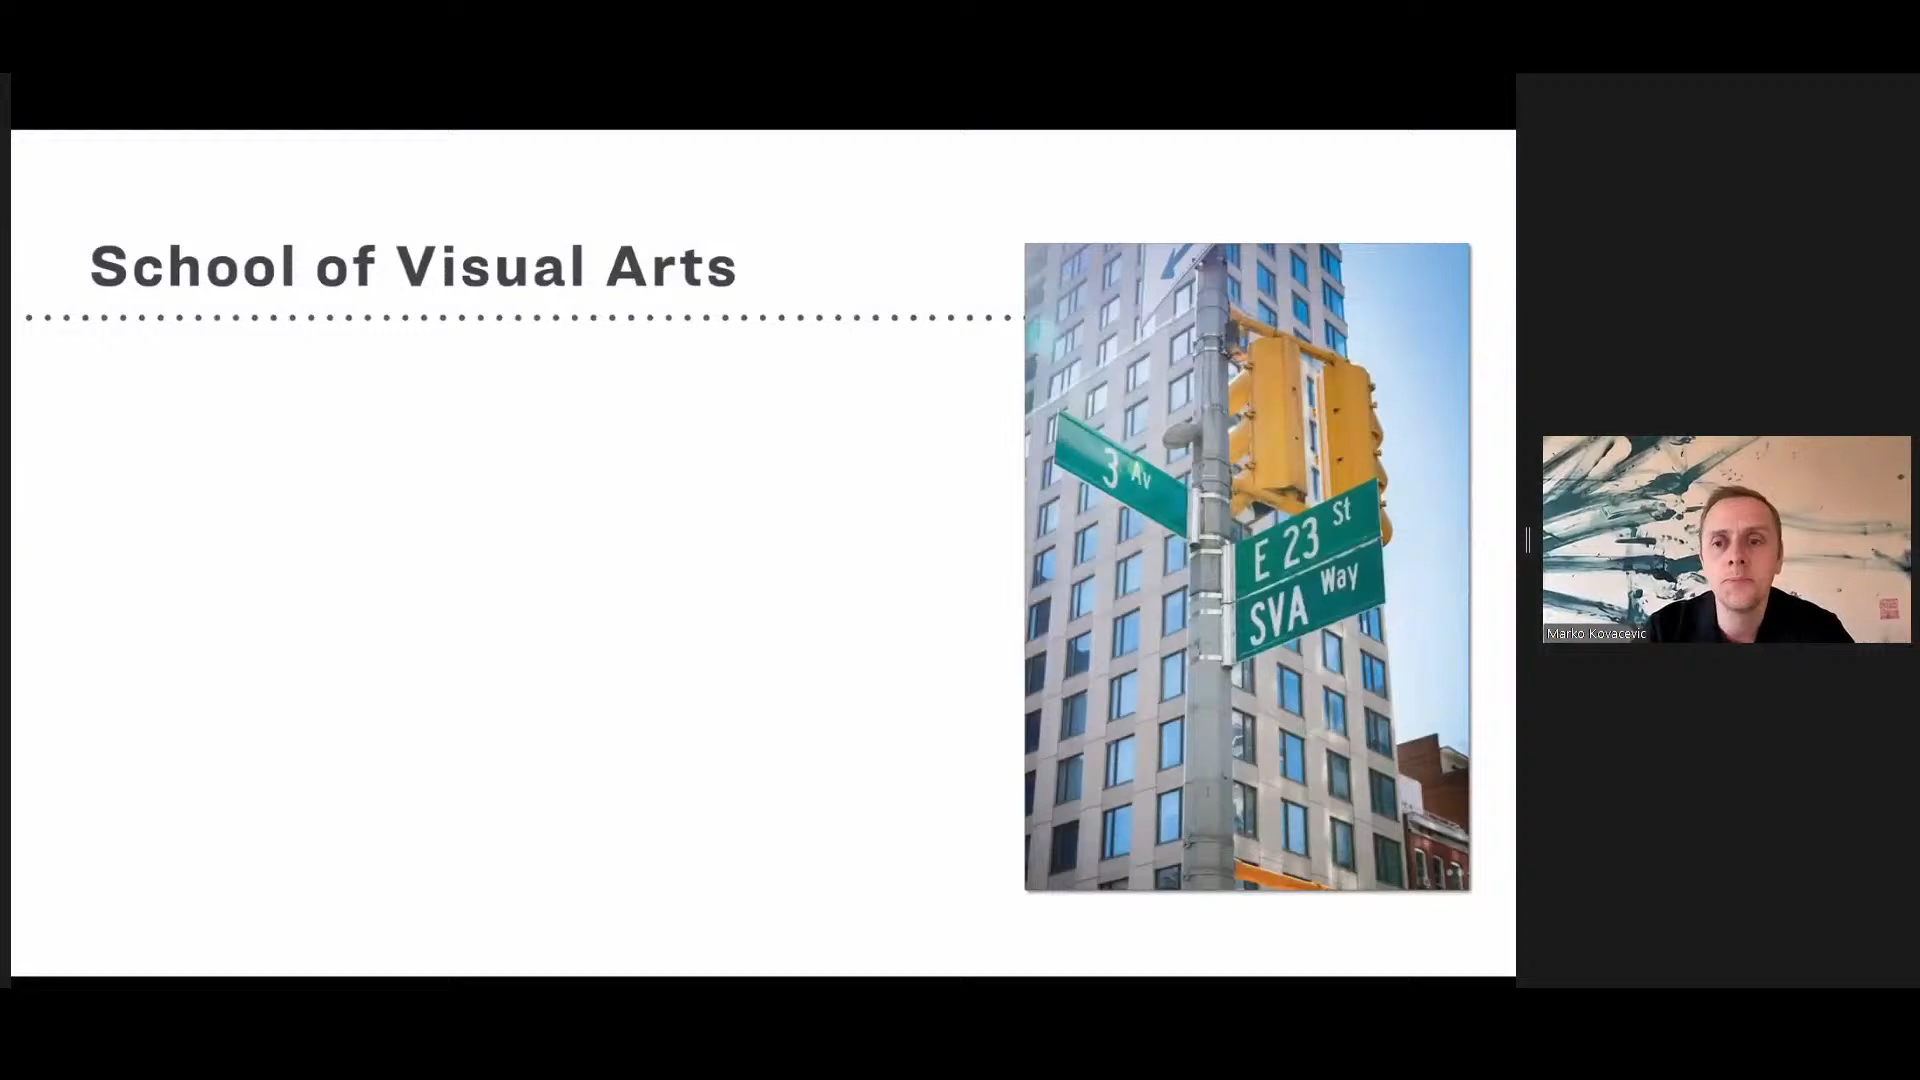 School of Visual Arts
3 Av
E 23 St
SVA Way
Marko Kovacevic